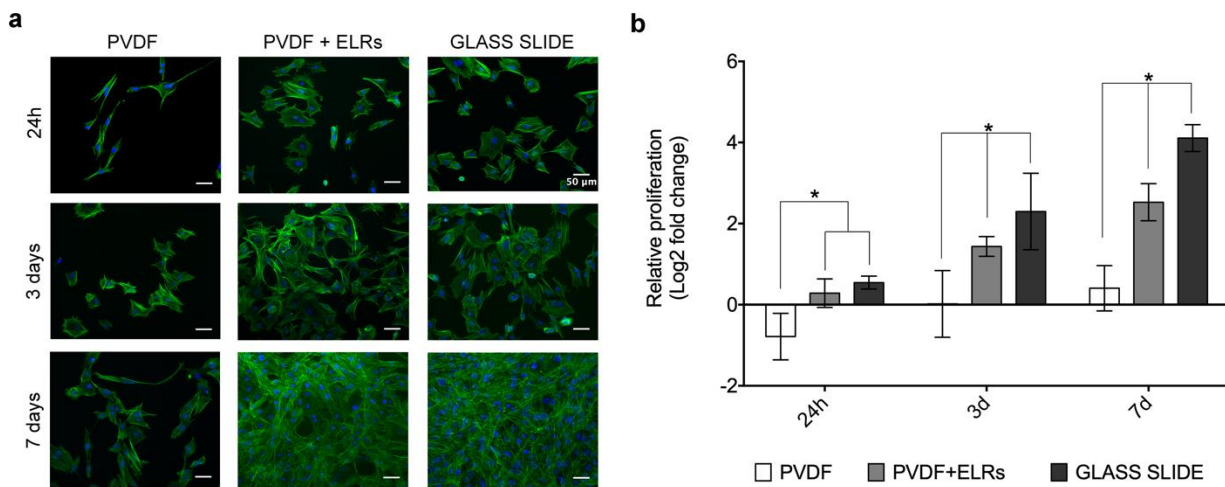 a
PVDF
PVDF + ELRs
GLASS SLIDE
24h
50 µm
3 days
7 days
b
Relative proliferation
(Log2 fold change)
6
4
2
0
-2
*
*
*
24h
3d
7d
PVDF
PVDF+ELRs
GLASS SLIDE